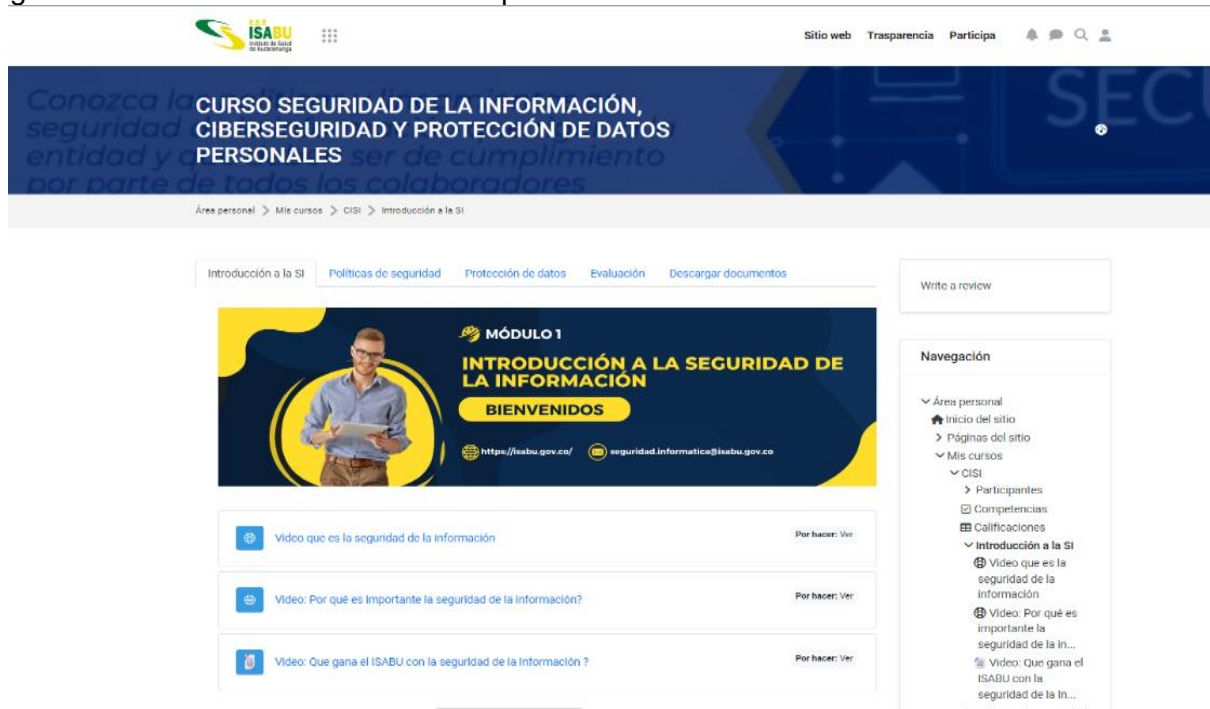 E.S.E
ISABU
Instituto de Salud
de Bucaramanga
Sitio web Trasparencia Participa
Conozca
seguridad
entidad y ser de cumplimiento
por parte de todos los colaboradores
SECU
CURSO SEGURIDAD DE LA INFORMACIÓN,
CIBERSEGURIDAD Y PROTECCIÓN DE DATOS
PERSONALES
Área personal > Mis cursos > CISI > Introducción a la SI
Introducción a la SI Políticas de seguridad Protección de datos Evaluación Descargar documentos
MÓDULO 1
INTRODUCCIÓN A LA SEGURIDAD DE
LA INFORMACIÓN
BIENVENIDOS
https://isabu.gov.co/ seguridad.informatica@isabu.gov.co
Video que es la seguridad de la información Por hacer: Ver
Video: Por qué es importante la seguridad de la información? Por hacer: Ver
Video: Que gana el ISABU con la seguridad de la Información ? Por hacer: Ver
Write a review
Navegación
Área personal
Inicio del sitio
Páginas del sitio
Mis cursos
CISI
Participantes
Competencias
Calificaciones
Introducción a la SI
Video que es la
seguridad de la
información
Video: Por qué es
importante la
seguridad de la in...
Video: Que gana el
ISABU con la
seguridad de la In...